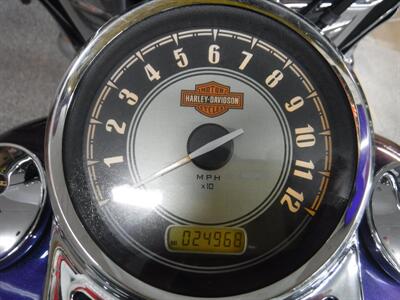 1 2 3 4 5 6 7 8 9 10 11 12
MOTOR
HARLEY-DAVIDSON
CYCLES
MPH
x10
024968